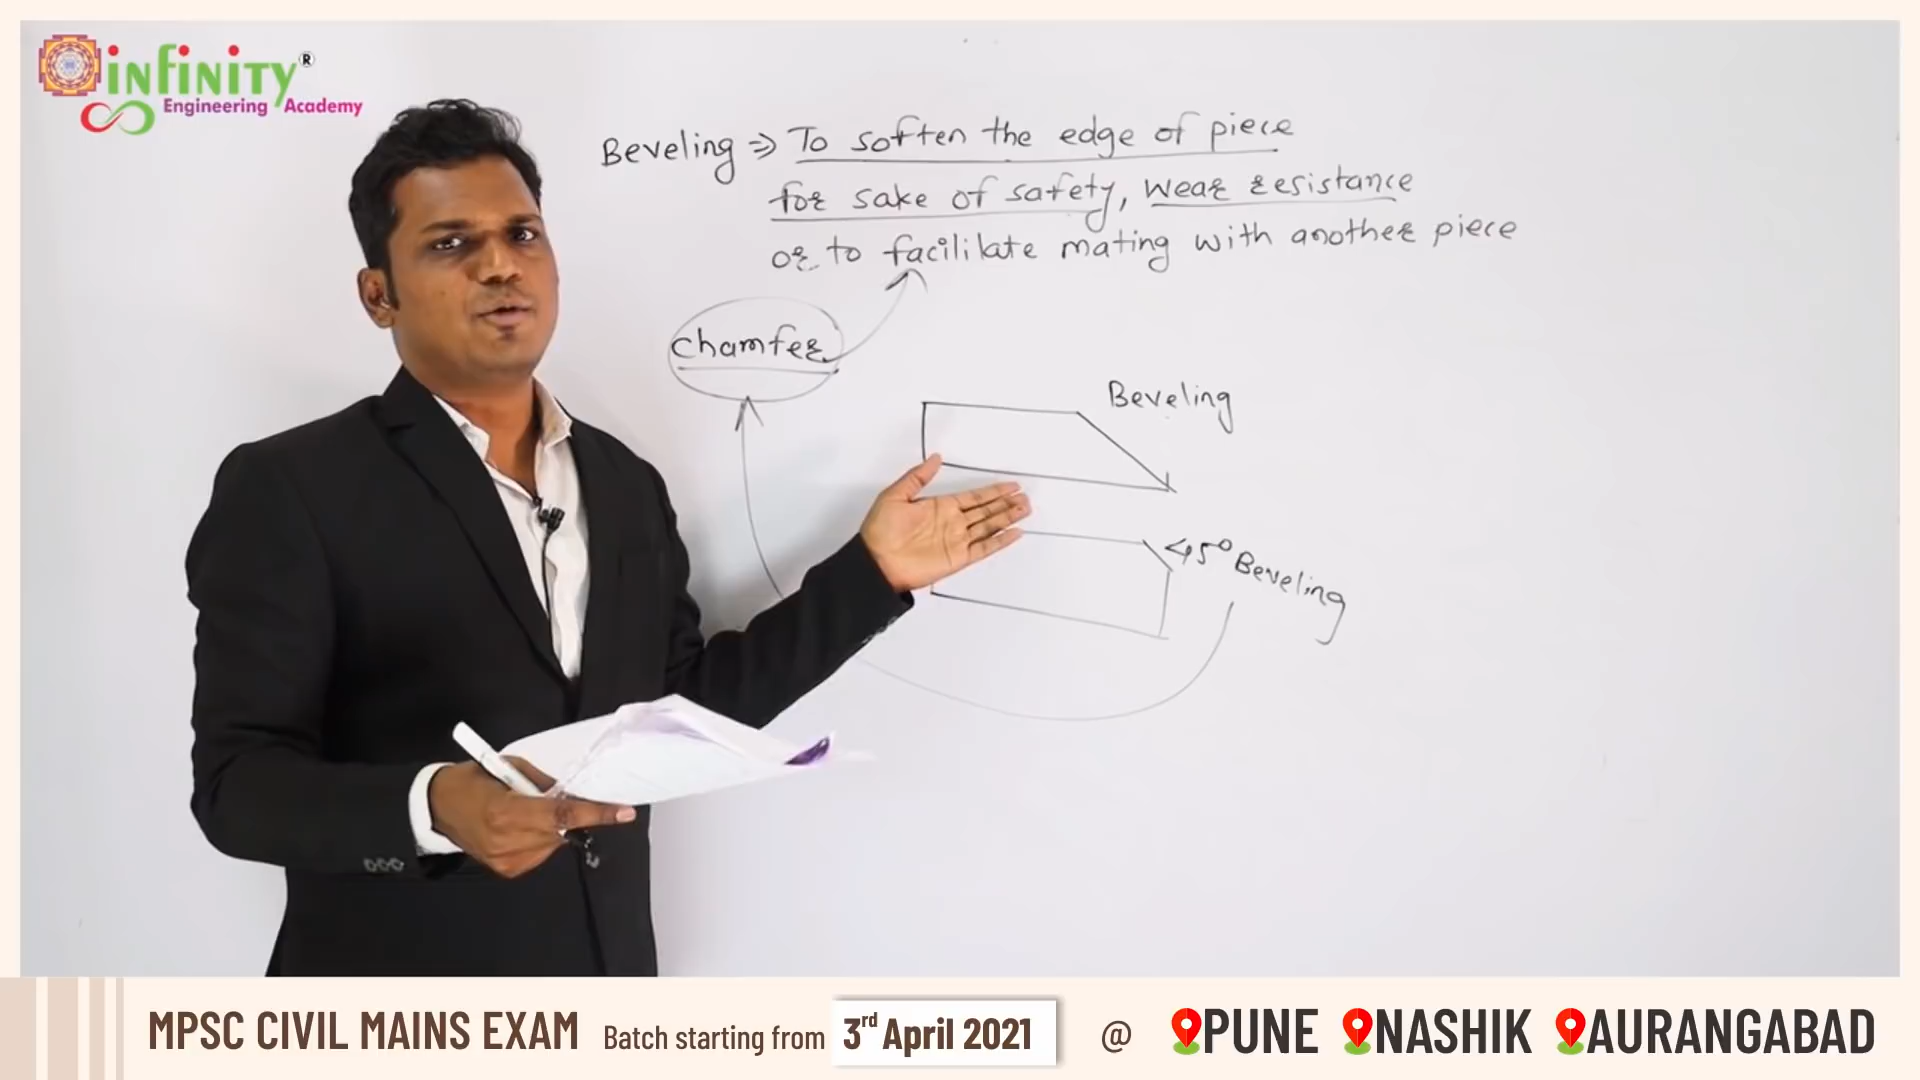 infinity®
Engineering Academy
Beveling => To soften the edge of piece
for sake of safety, wear resistance
or to facililate mating with another piece
chamfer
Beveling
45° Beveling
MPSC CIVIL MAINS EXAM Batch starting from 3rd April 2021 @ PUNE NASHIK AURANGABAD